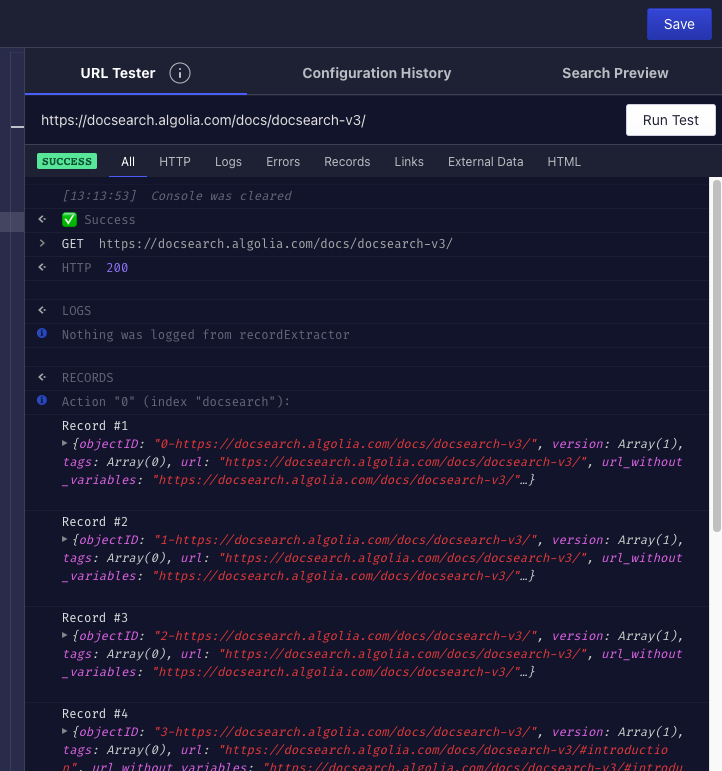 Save
URL Tester i Configuration History Search Preview
https://docsearch.algolia.com/docs/docsearch-v3/ Run Test
SUCCESS All HTTP Logs Errors Records Links External Data HTML
[13:13:53] Console was cleared
Success
GET https://docsearch.algolia.com/docs/docsearch-v3/
HTTP 200
LOGS
Nothing was logged from recordExtractor
RECORDS
Action "0" (index "docsearch"):
Record #1
{objectID: "0-https://docsearch.algolia.com/docs/docsearch-v3/", version: Array(1),
tags: Array(0), url: "https://docsearch.algolia.com/docs/docsearch-v3/", url_without
_variables: "https://docsearch.algolia.com/docs/docsearch-v3/"…}
Record #2
{objectID: "1-https://docsearch.algolia.com/docs/docsearch-v3/", version: Array(1),
tags: Array(0), url: "https://docsearch.algolia.com/docs/docsearch-v3/", url_without
_variables: "https://docsearch.algolia.com/docs/docsearch-v3/"…}
Record #3
{objectID: "2-https://docsearch.algolia.com/docs/docsearch-v3/", version: Array(1),
tags: Array(0), url: "https://docsearch.algolia.com/docs/docsearch-v3/", url_without
_variables: "https://docsearch.algolia.com/docs/docsearch-v3/"…}
Record #4
{objectID: "3-https://docsearch.algolia.com/docs/docsearch-v3/", version: Array(1),
tags: Array(0), url: "https://docsearch.algolia.com/docs/docsearch-v3/#introductio
n", url_without_variables: "https://docsearch.algolia.com/docs/docsearch-v3/#introdu